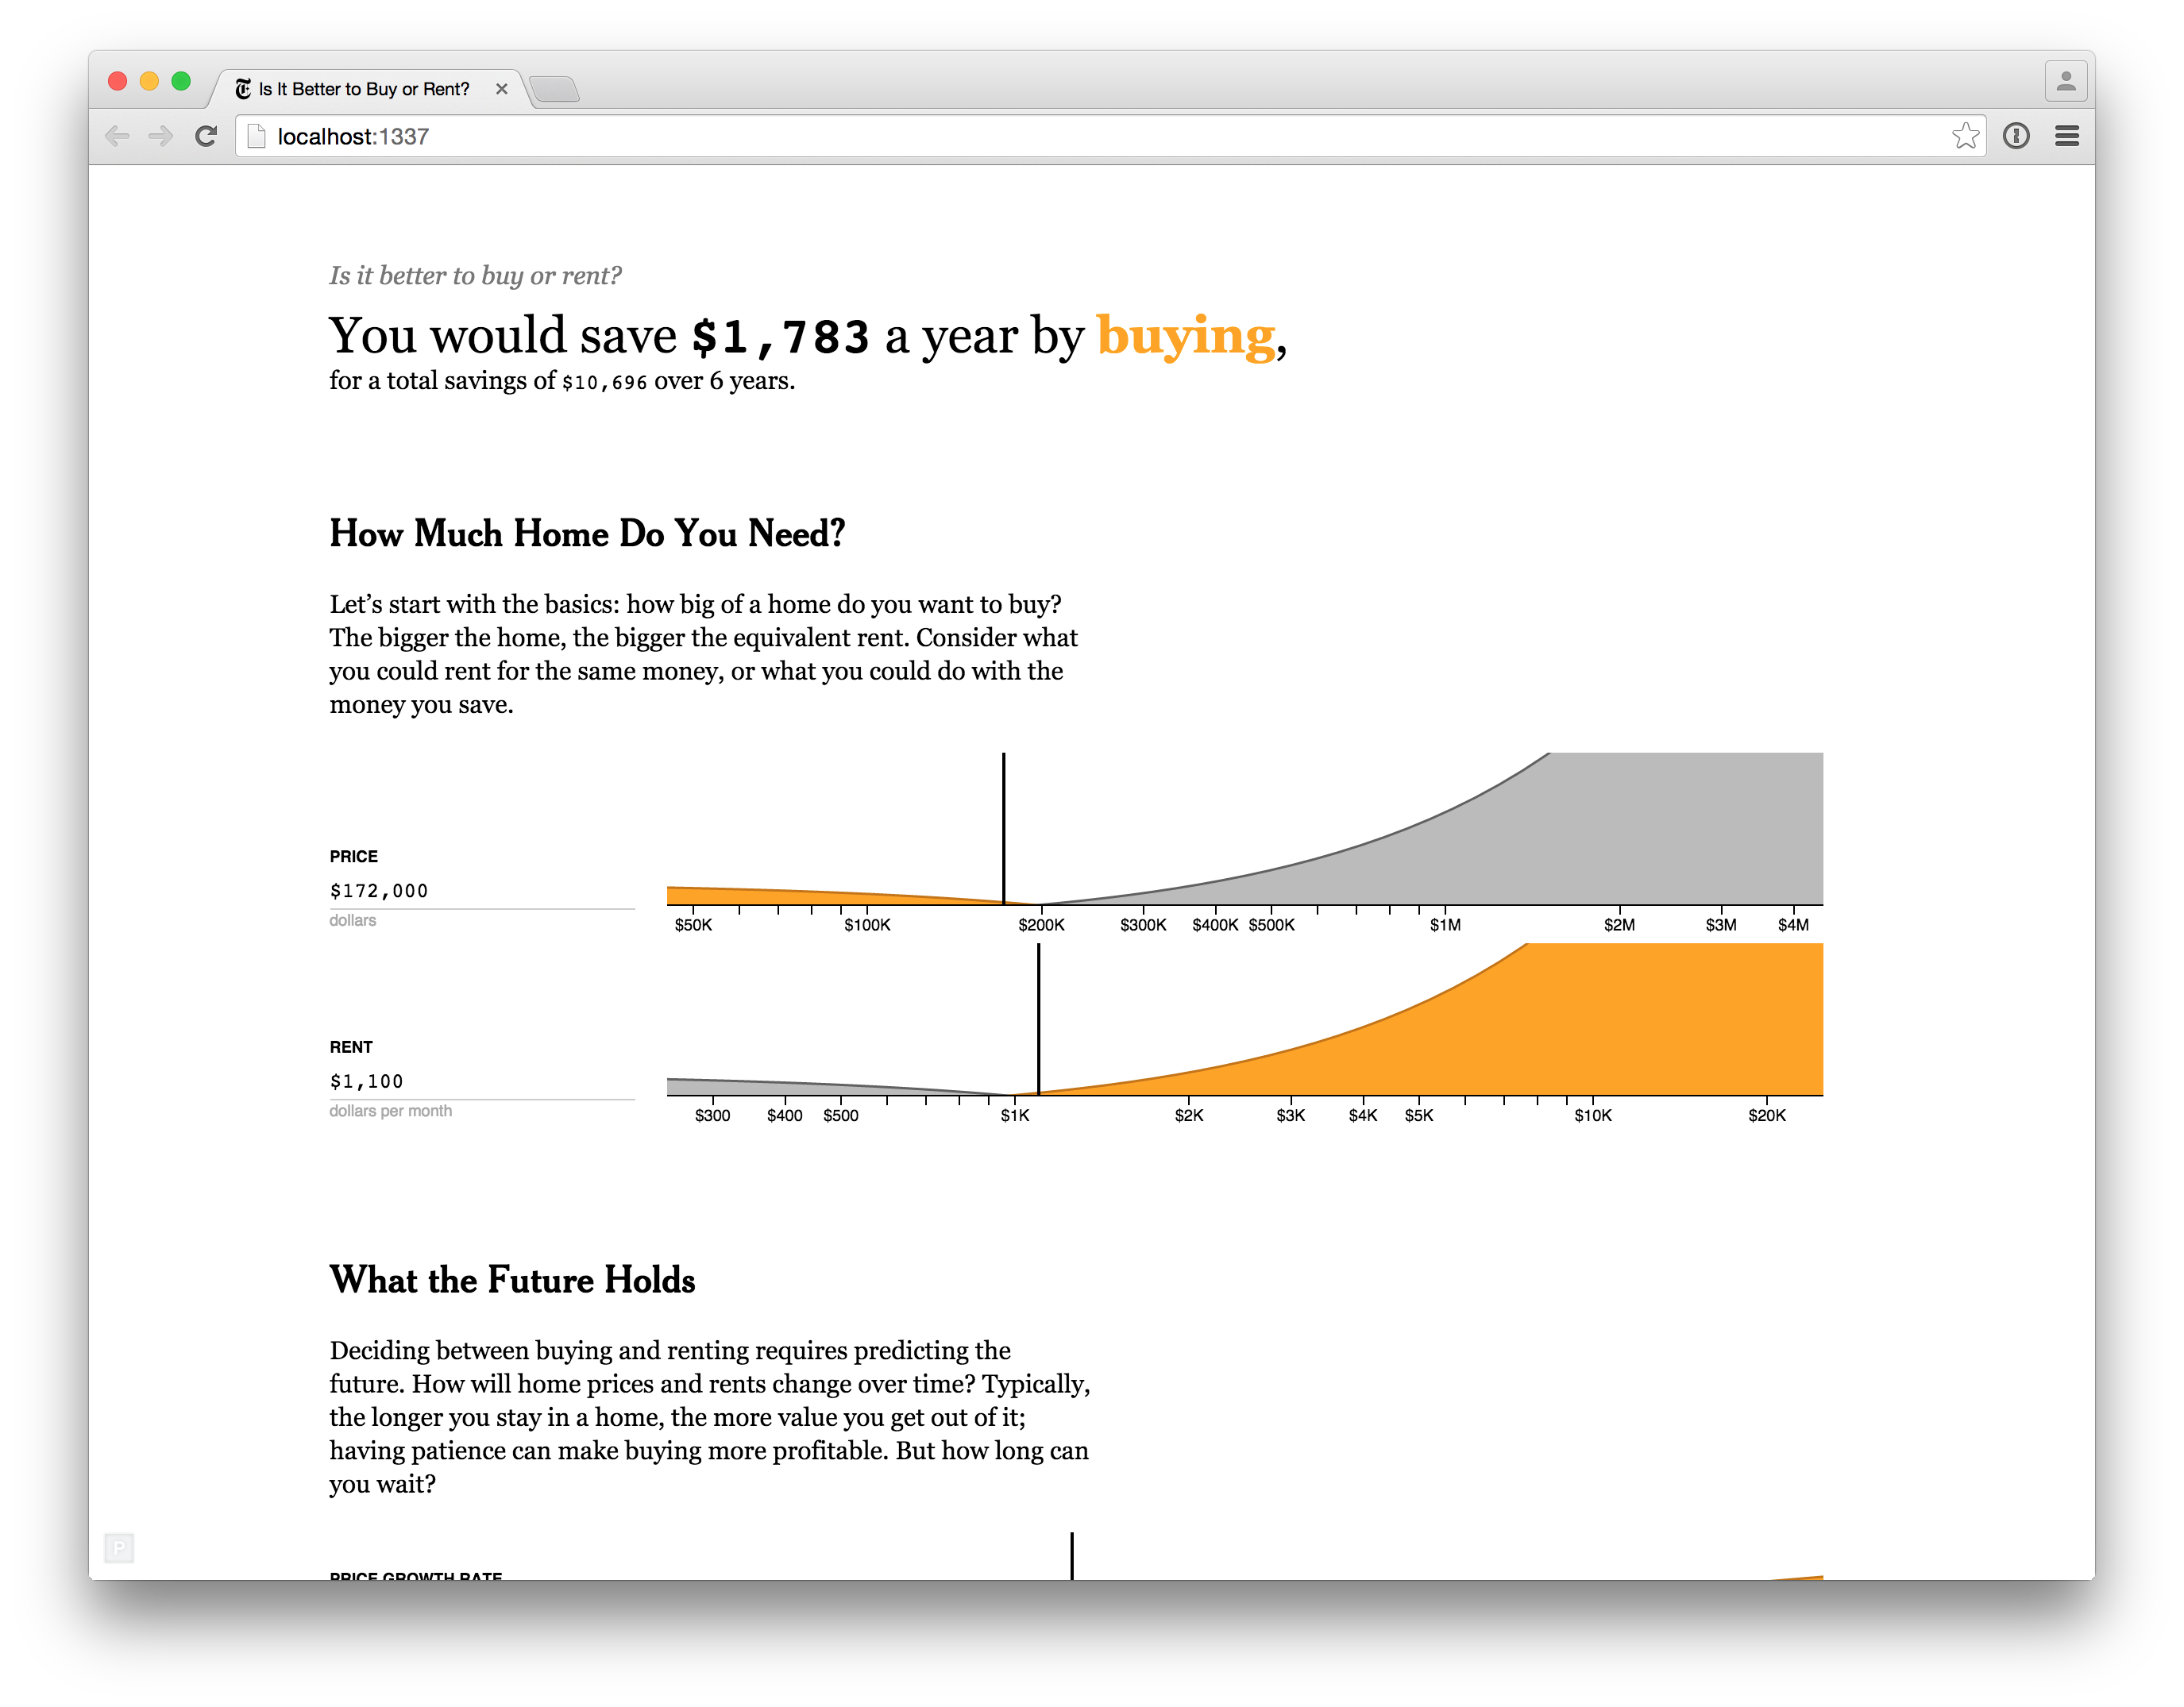 Is It Better to Buy or Rent?
localhost:1337
Is it better to buy or rent?
You would save $1,783 a year by buying,
for a total savings of $10,696 over 6 years.
How Much Home Do You Need?
Let’s start with the basics: how big of a home do you want to buy?
The bigger the home, the bigger the equivalent rent. Consider what
you could rent for the same money, or what you could do with the
money you save.
PRICE
$172,000
dollars
$50K $100K $200K $300K $400K $500K $1M $2M $3M $4M
RENT
$1,100
dollars per month
$300 $400 $500 $1K $2K $3K $4K $5K $10K $20K
What the Future Holds
Deciding between buying and renting requires predicting the
future. How will home prices and rents change over time? Typically,
the longer you stay in a home, the more value you get out of it;
having patience can make buying more profitable. But how long can
you wait?
P
PRICE GROWTH RATE